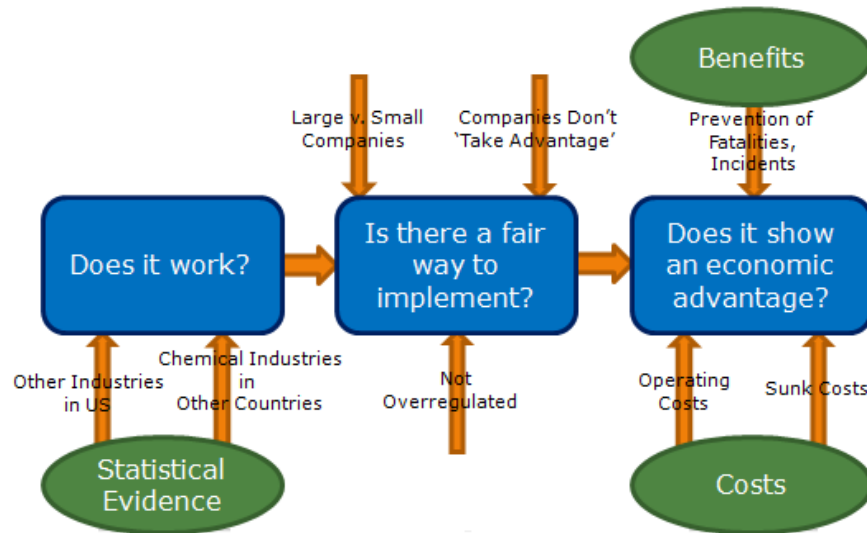 Benefits
Large v. Small
Companies
Companies Don't
'Take Advantage'
Prevention of
Fatalities,
Incidents
Does it work?
Is there a fair
way to
implement?
Does it show
an economic
advantage?
Other Industries
in US
Chemical Industries
in
Other Countries
Not
Overregulated
Operating
Costs
Sunk Costs
Statistical
Evidence
Costs